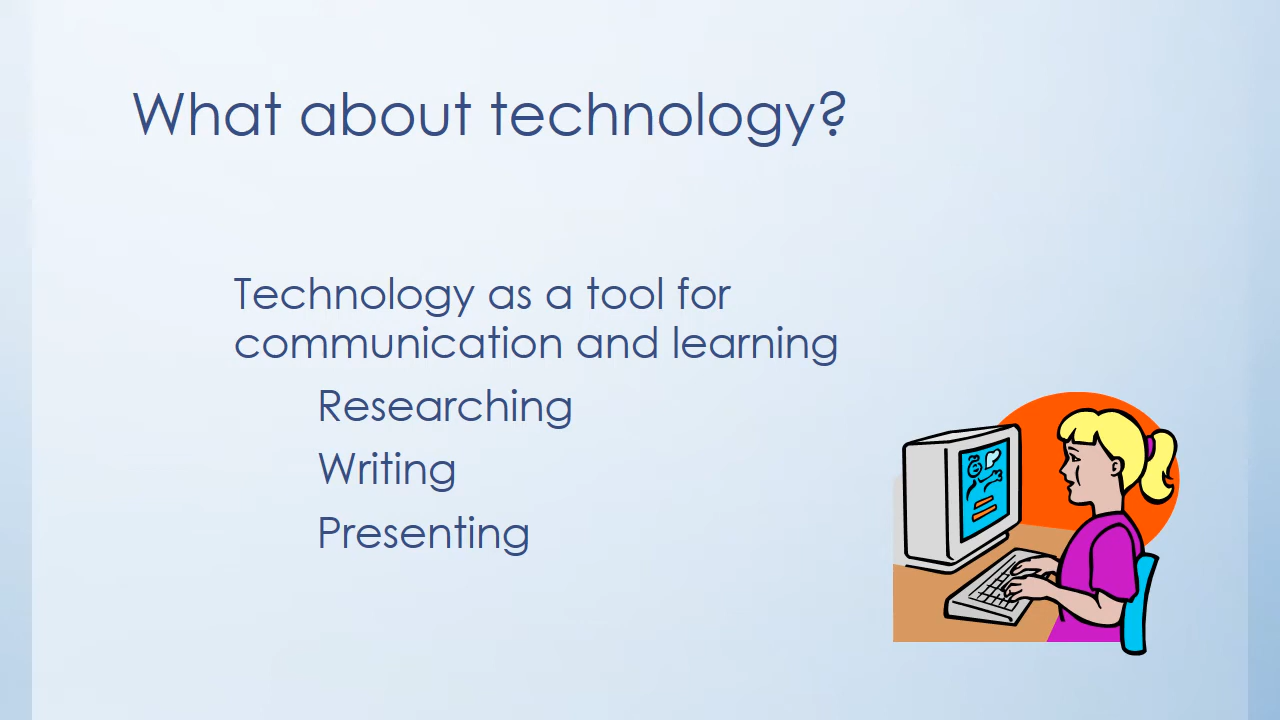 What about technology?
Technology as a tool for
communication and learning
Researching
Writing
Presenting